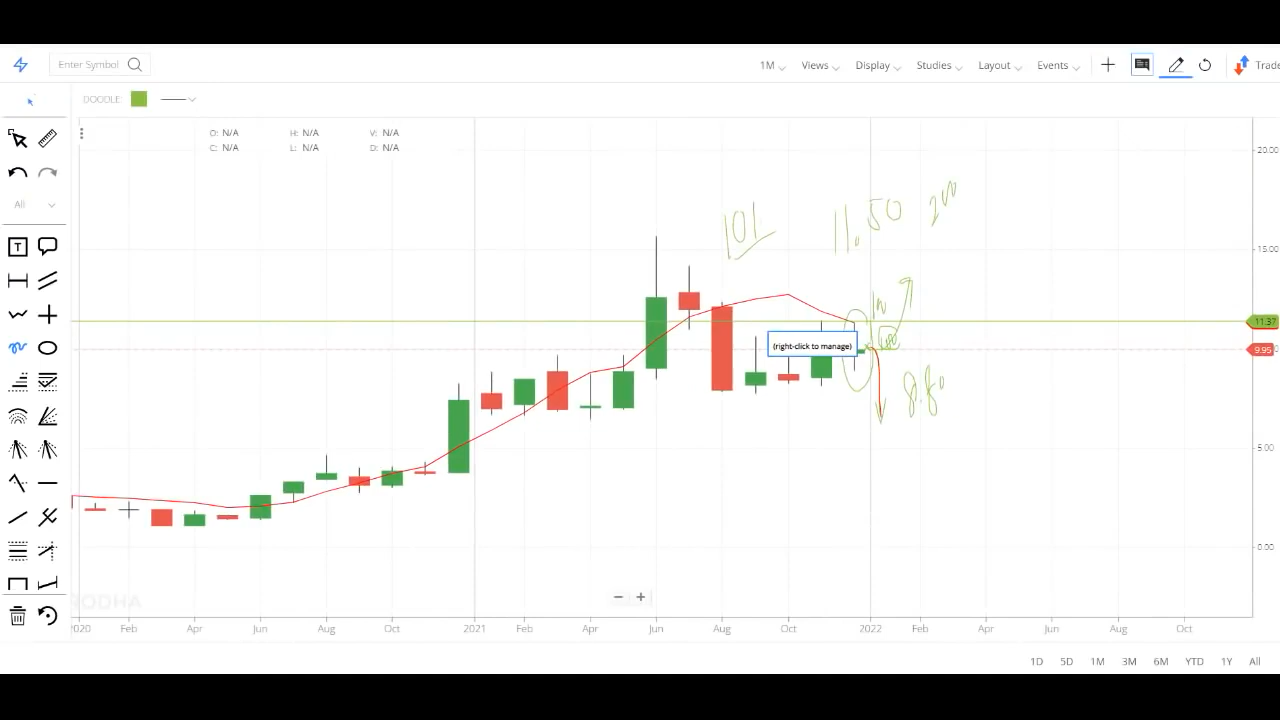 Enter Symbol 1M Views Display Studies Layout Events Trade
DOODLE:
O: N/A H: N/A V: N/A
C: N/A L: N/A D: N/A
All
20.00
101 11.50
15.00
11.37
(right-click to manage)
9.95
8.80
5.00
0.00
RODHA
2020 Feb Apr Jun Aug Oct 2021 Feb Apr Jun Aug Oct 2022 Feb Apr Jun Aug Oct
1D 5D 1M 3M 6M YTD 1Y All